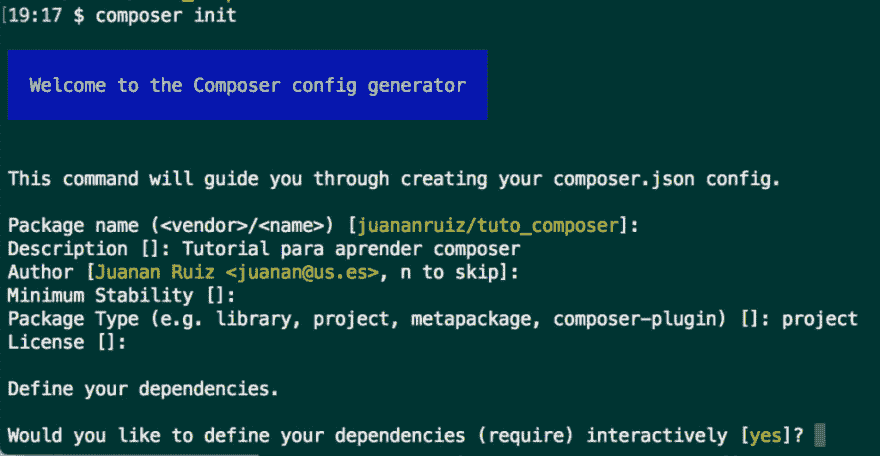 [19:17 $ composer init
Welcome to the Composer config generator
This command will guide you through creating your composer.json config.
Package name (<vendor>/<name>) [juananruiz/tuto_composer]:
Description []: Tutorial para aprender composer
Author [Juanan Ruiz <juanan@us.es>, n to skip]:
Minimum Stability []:
Package Type (e.g. library, project, metapackage, composer-plugin) []: project
License []:
Define your dependencies.
Would you like to define your dependencies (require) interactively [yes]?